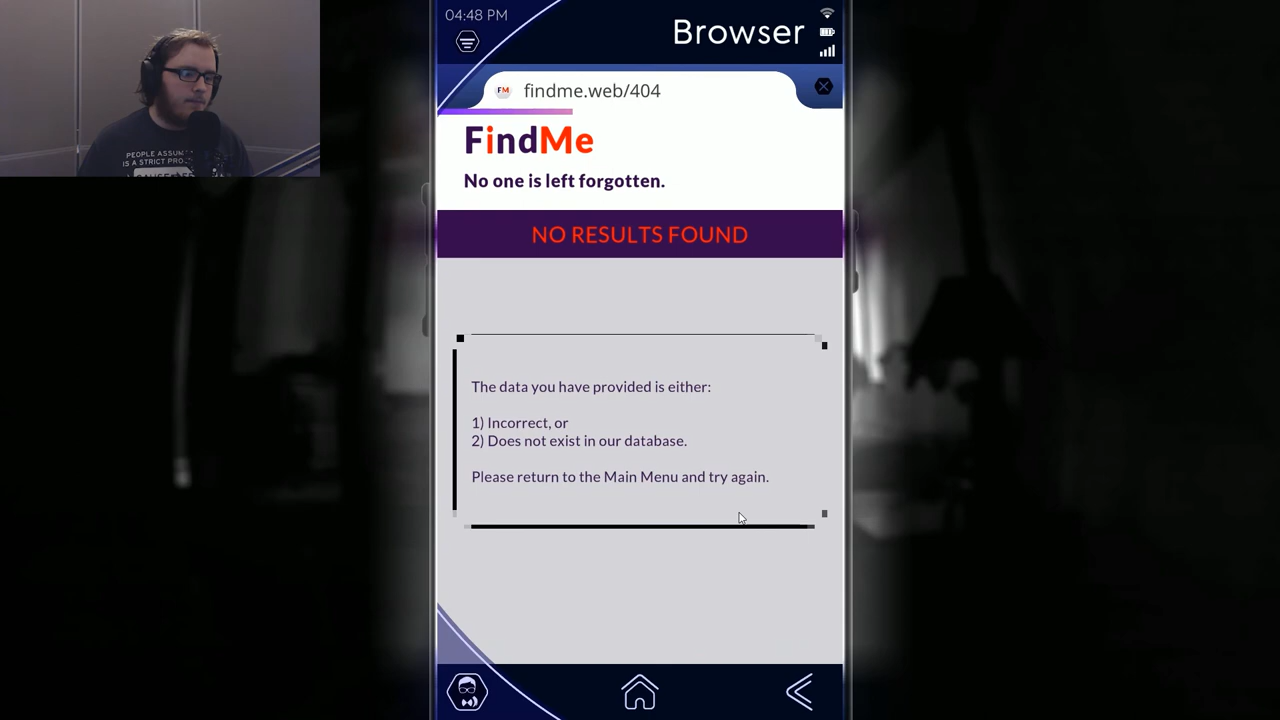 04:48 PM
Browser
FM
findme.web/404
FindMe
No one is left forgotten.
NO RESULTS FOUND
PEOPLE ASSUM
IS A STRICT PRO
The data you have provided is either:
1) Incorrect, or
2) Does not exist in our database.
Please return to the Main Menu and try again.